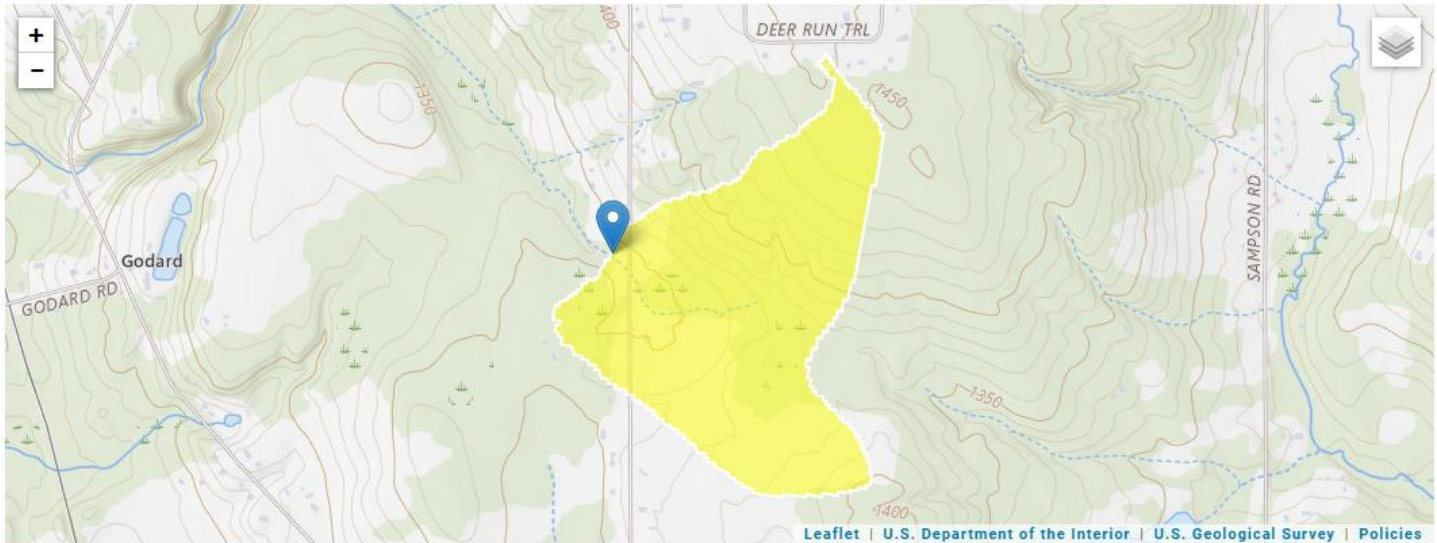 +
−
DEER RUN TRL
400
1350
1450
Godard
GODARD RD
SAMPSON RD
1350
1400
Leaflet | U.S. Department of the Interior | U.S. Geological Survey | Policies